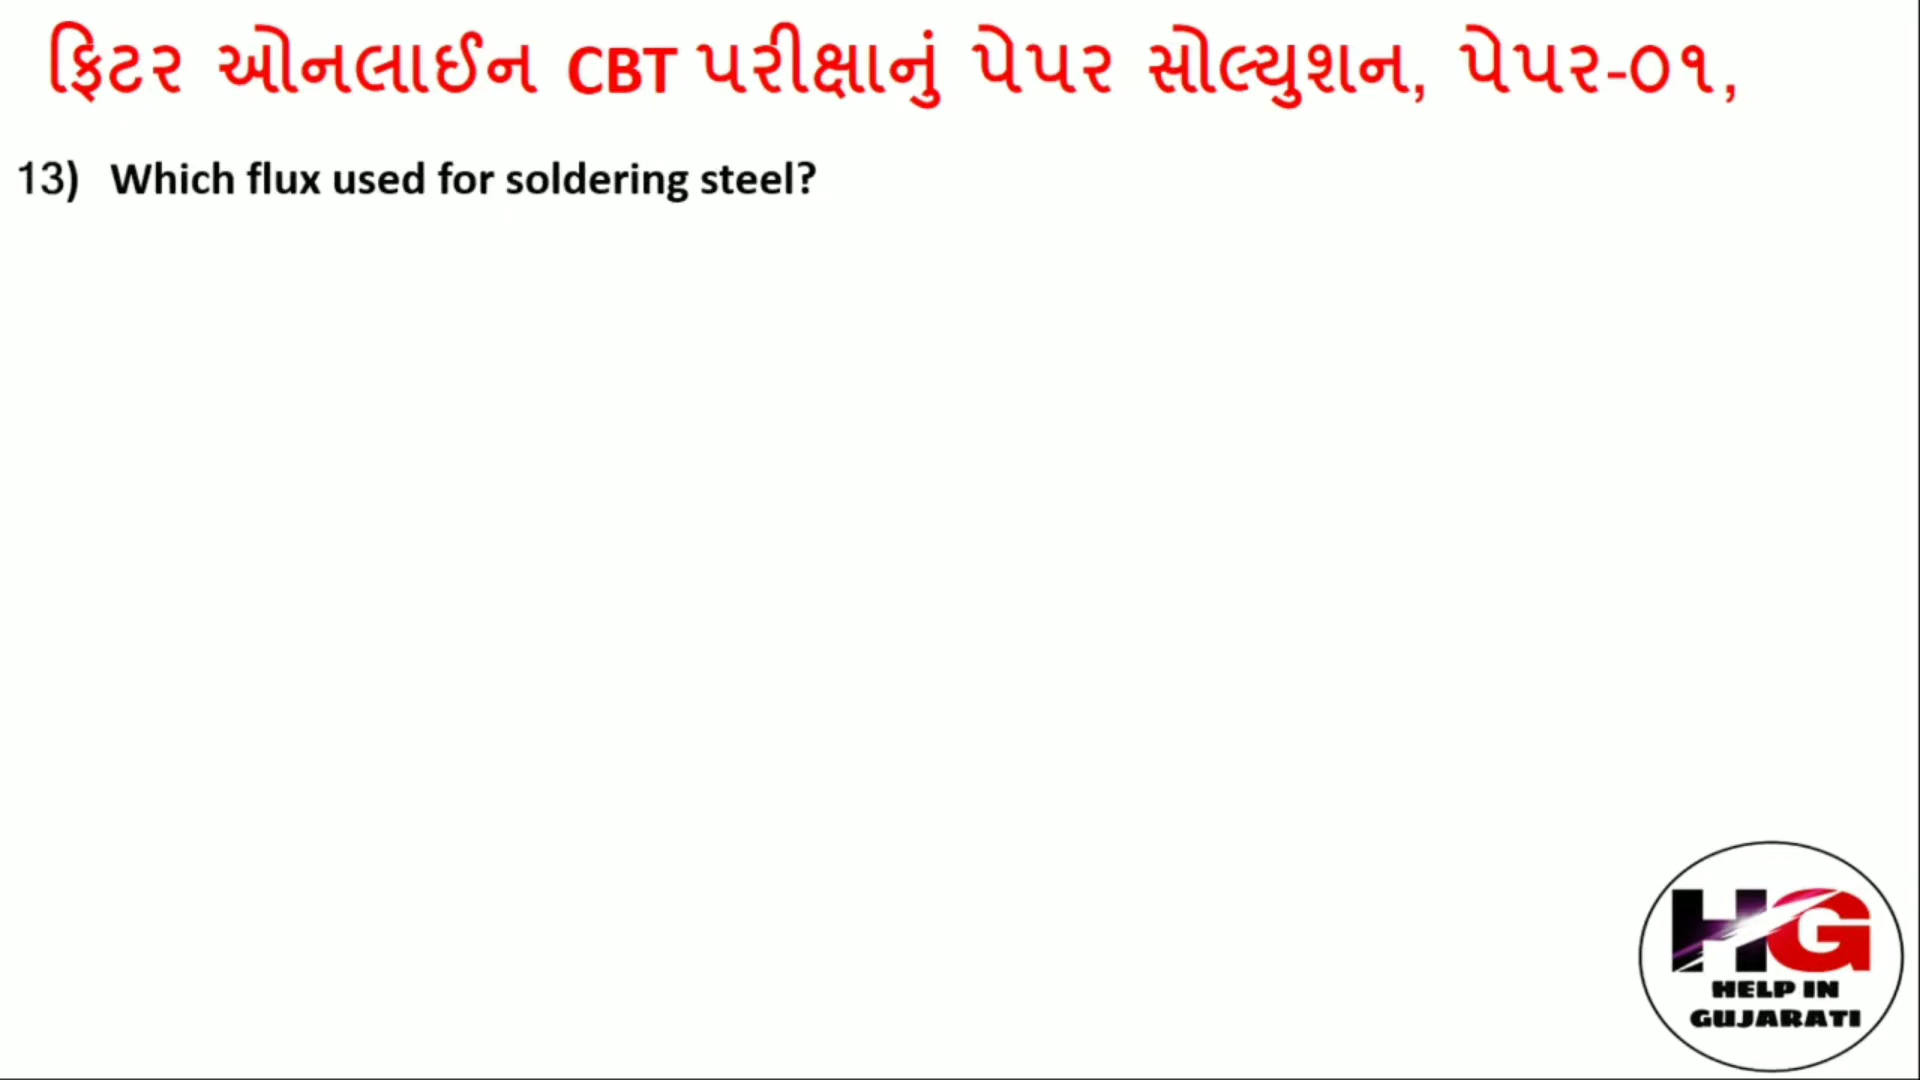 ફિટર ઓનલાઈન CBT પરીક્ષાનું પેપર સોલ્યુશન, પેપર-૦૧,
13) Which flux used for soldering steel?
HG
HELP IN
GUJARATI